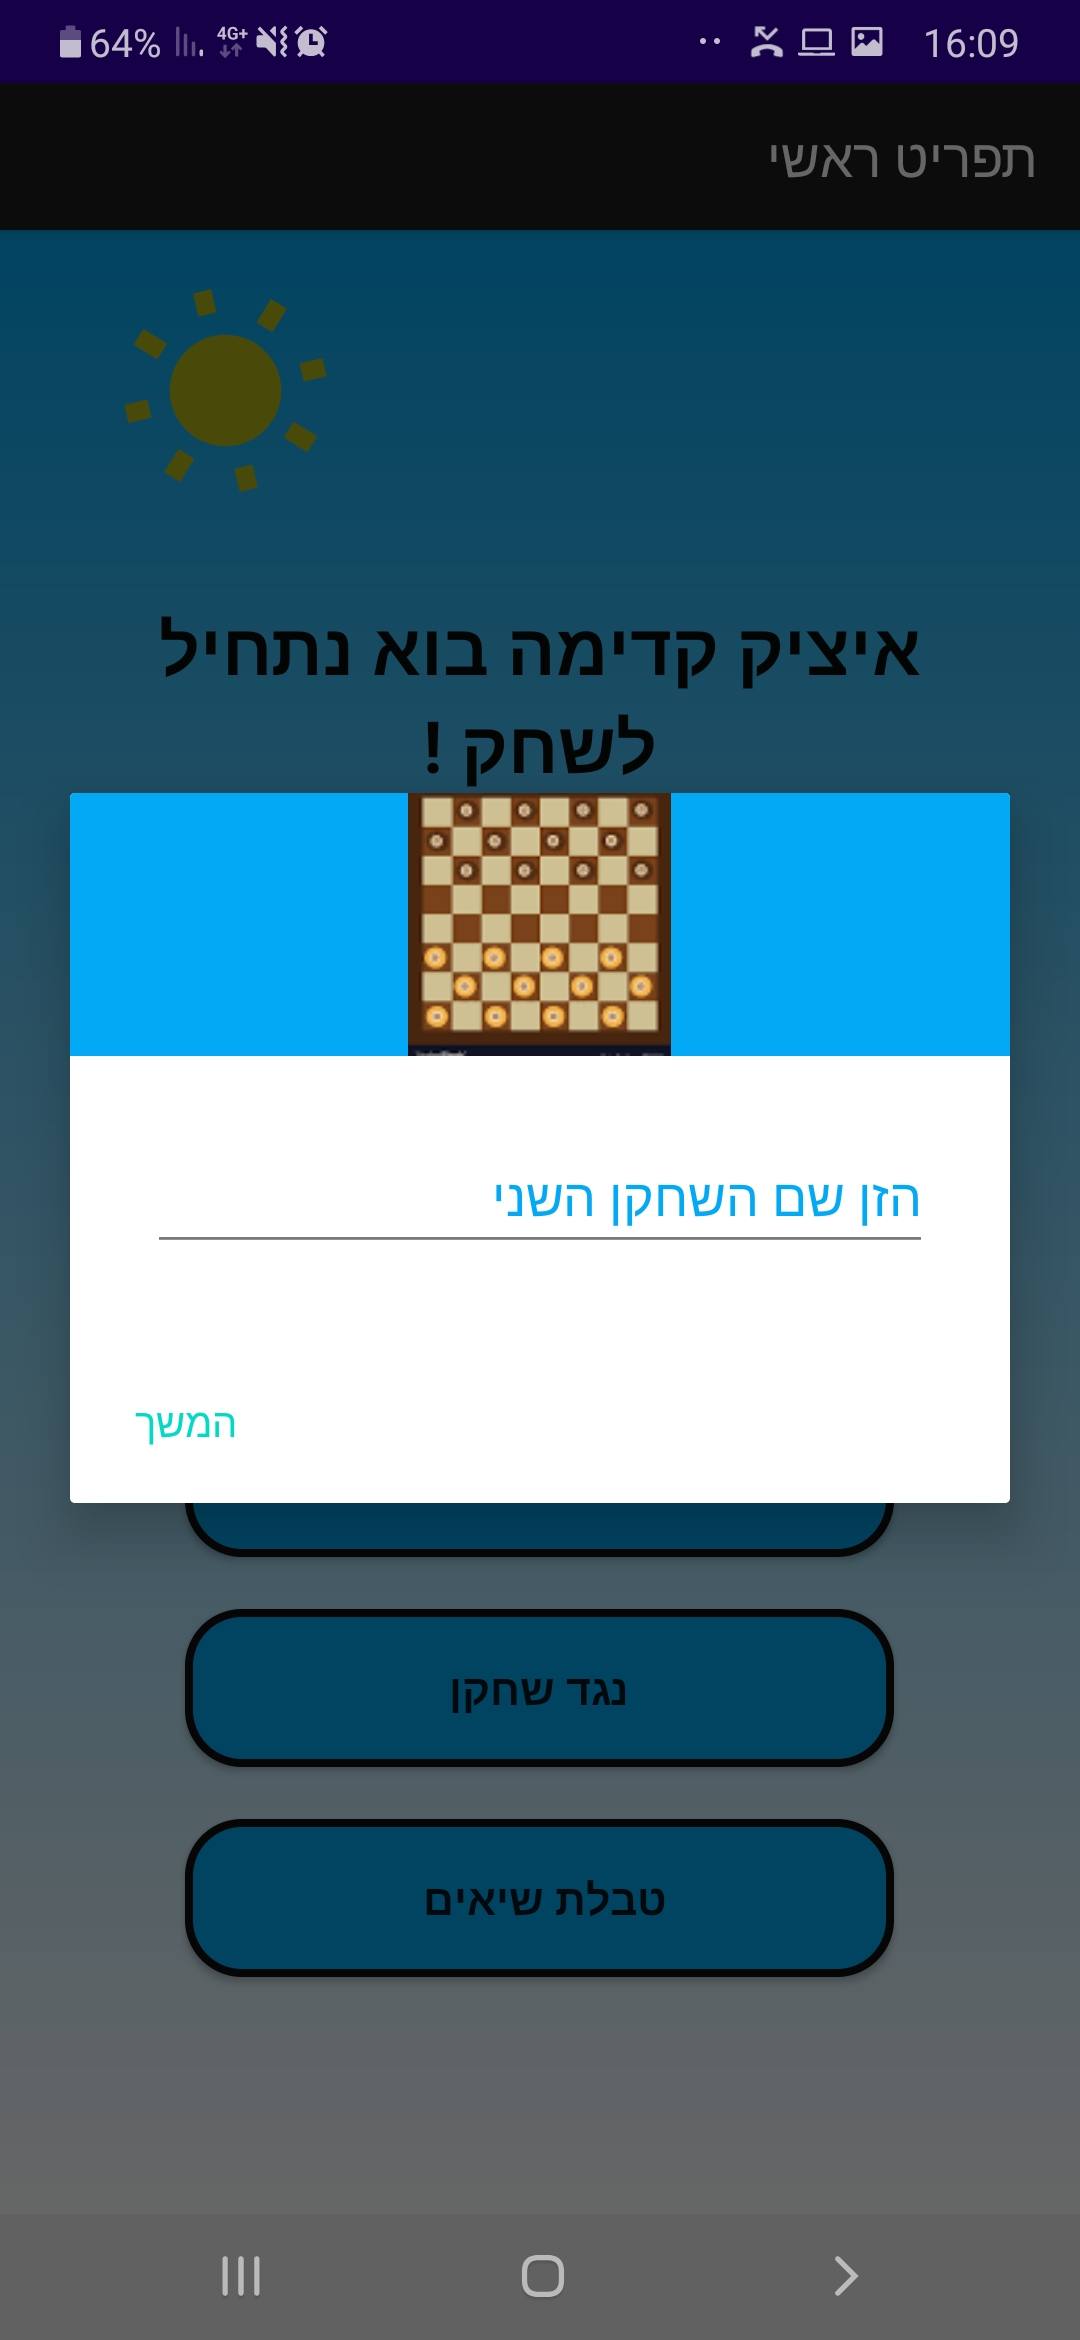 64% 4G+ 16:09
תפריט ראשי
איציק קדימה בוא נתחיל
לשחק !
הזן שם השחקן השני
המשך
נגד שחקן
טבלת שיאים